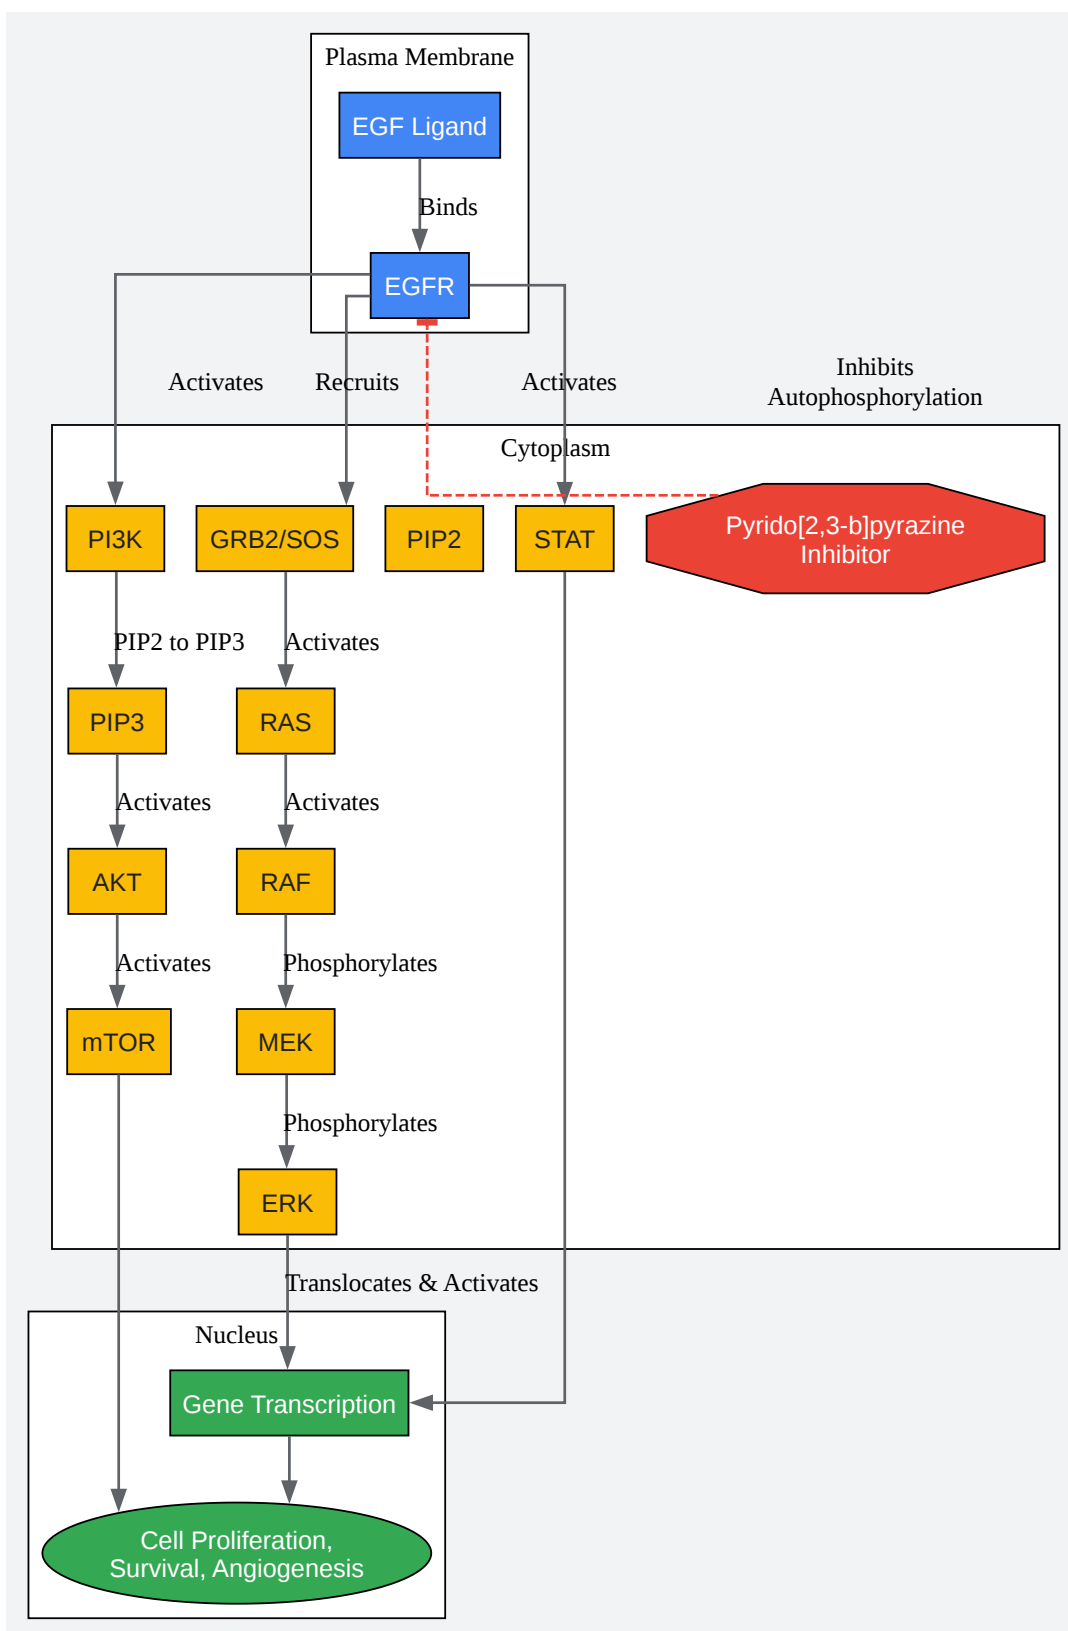 Plasma Membrane
EGF Ligand
Binds
EGFR
Activates
Recruits
Activates
Inhibits
Autophosphorylation
Cytoplasm
PI3K
GRB2/SOS
PIP2
STAT
Pyrido[2,3-b]pyrazine
Inhibitor
PIP2 to PIP3
Activates
PIP3
RAS
Activates
Activates
AKT
RAF
Activates
Phosphorylates
mTOR
MEK
Phosphorylates
ERK
Translocates & Activates
Nucleus
Gene Transcription
Cell Proliferation,
Survival, Angiogenesis